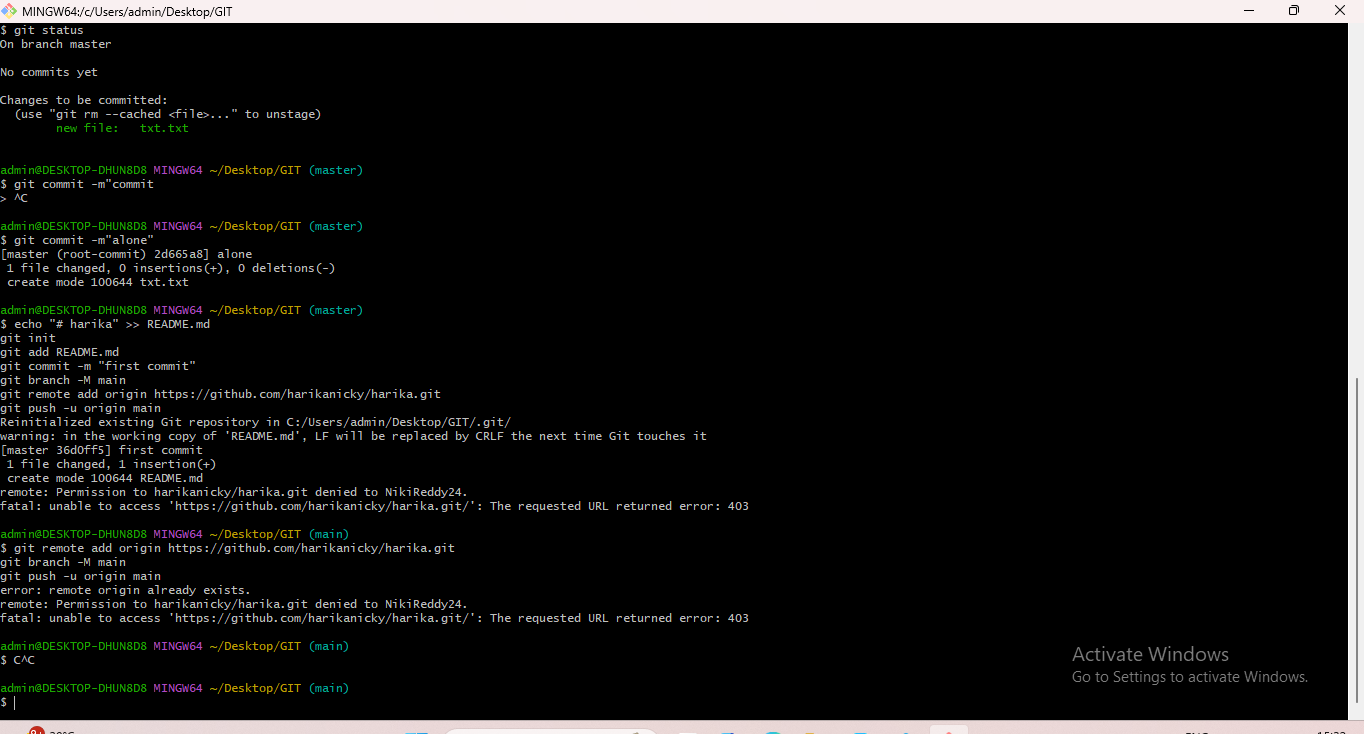 MINGW64:/c/Users/admin/Desktop/GIT
$ git status
On branch master
No commits yet
Changes to be committed:
(use "git rm --cached <file>..." to unstage)
new file: txt.txt
admin@DESKTOP-DHUN8D8 MINGW64 ~/Desktop/GIT (master)
$ git commit -m"commit
> ^C
admin@DESKTOP-DHUN8D8 MINGW64 ~/Desktop/GIT (master)
$ git commit -m"alone"
[master (root-commit) 2d665a8] alone
1 file changed, 0 insertions(+), 0 deletions(-)
create mode 100644 txt.txt
admin@DESKTOP-DHUN8D8 MINGW64 ~/Desktop/GIT (master)
$ echo "# harika" >> README.md
git init
git add README.md
git commit -m "first commit"
git branch -M main
git remote add origin https://github.com/harikanicky/harika.git
git push -u origin main
Reinitialized existing Git repository in C:/Users/admin/Desktop/GIT/.git/
warning: in the working copy of 'README.md', LF will be replaced by CRLF the next time Git touches it
[master 36d0ff5] first commit
1 file changed, 1 insertion(+)
create mode 100644 README.md
remote: Permission to harikanicky/harika.git denied to NikiReddy24.
fatal: unable to access 'https://github.com/harikanicky/harika.git/': The requested URL returned error: 403
admin@DESKTOP-DHUN8D8 MINGW64 ~/Desktop/GIT (main)
$ git remote add origin https://github.com/harikanicky/harika.git
git branch -M main
git push -u origin main
error: remote origin already exists.
remote: Permission to harikanicky/harika.git denied to NikiReddy24.
fatal: unable to access 'https://github.com/harikanicky/harika.git/': The requested URL returned error: 403
admin@DESKTOP-DHUN8D8 MINGW64 ~/Desktop/GIT (main)
$ C^C
admin@DESKTOP-DHUN8D8 MINGW64 ~/Desktop/GIT (main)
$
Activate Windows
Go to Settings to activate Windows.